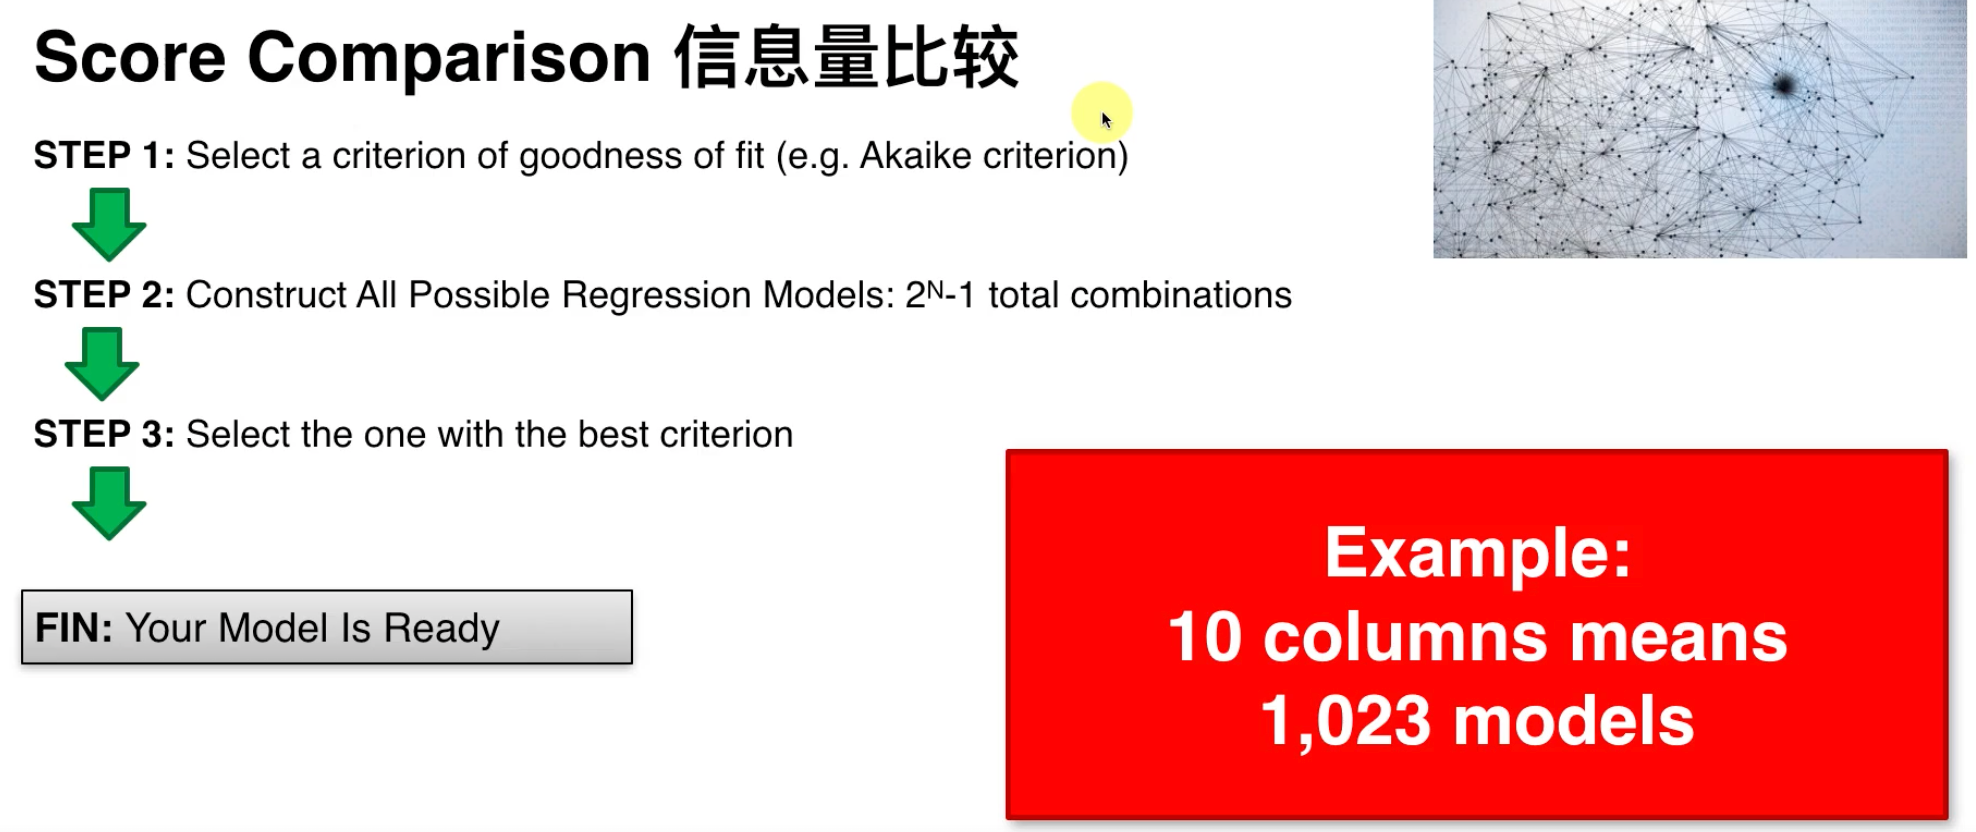 Score Comparison 信息量比较
STEP 1: Select a criterion of goodness of fit (e.g. Akaike criterion)
STEP 2: Construct All Possible Regression Models: 2ᴺ-1 total combinations
STEP 3: Select the one with the best criterion
FIN: Your Model Is Ready
Example:
10 columns means
1,023 models